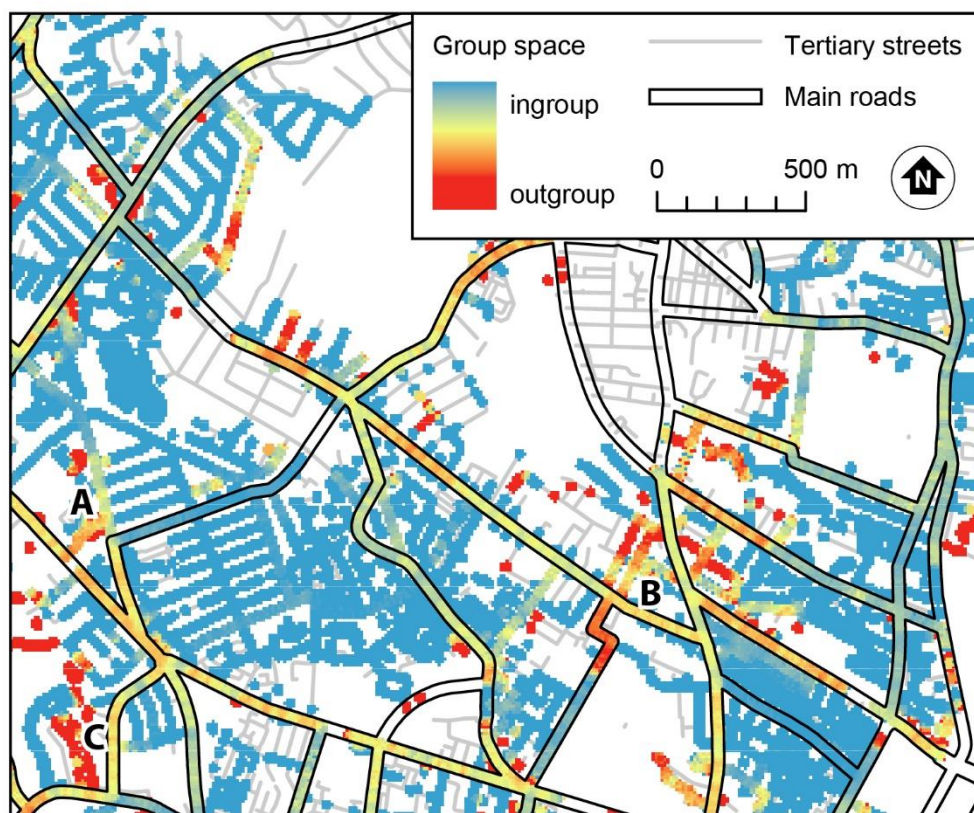 Group space
ingroup
outgroup
Tertiary streets
Main roads
0 500 m
N
A
B
C